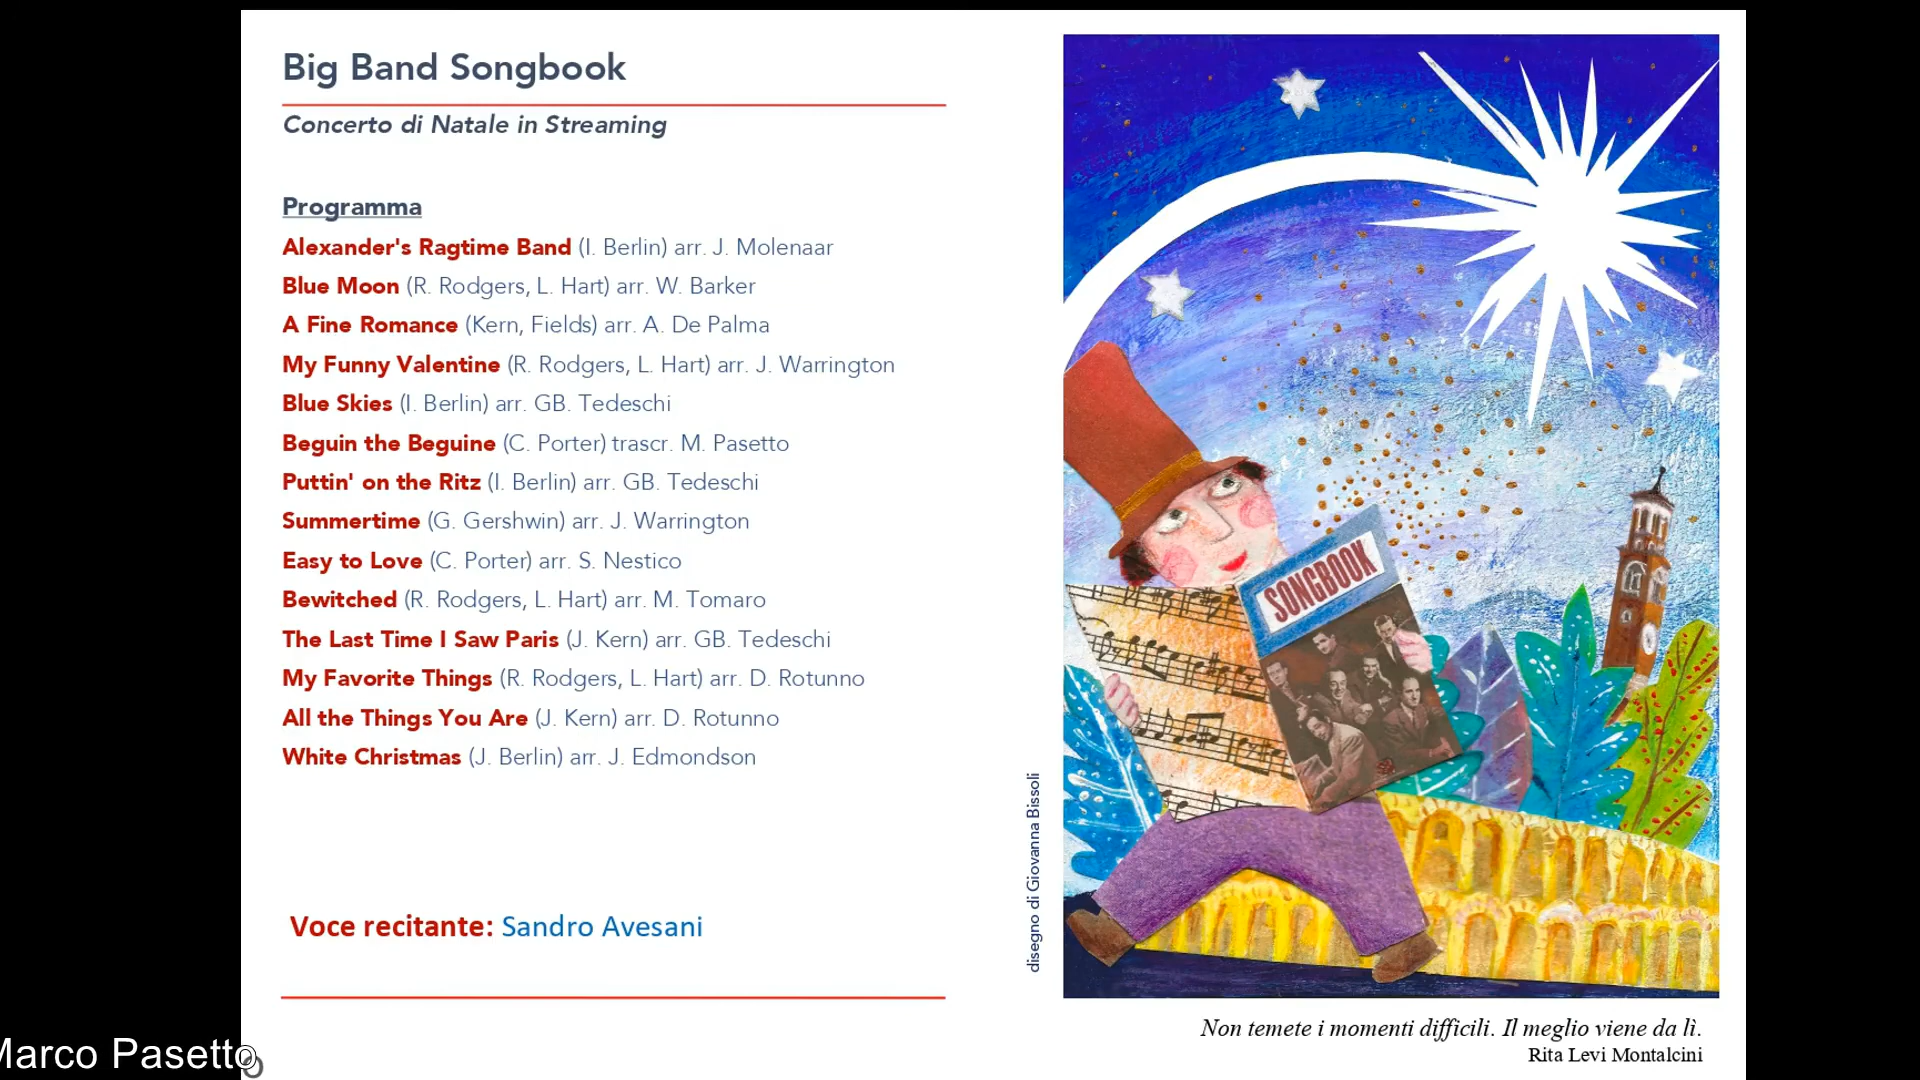 Big Band Songbook
Concerto di Natale in Streaming
Programma
Alexander's Ragtime Band (I. Berlin) arr. J. Molenaar
Blue Moon (R. Rodgers, L. Hart) arr. W. Barker
A Fine Romance (Kern, Fields) arr. A. De Palma
My Funny Valentine (R. Rodgers, L. Hart) arr. J. Warrington
Blue Skies (I. Berlin) arr. GB. Tedeschi
Beguin the Beguine (C. Porter) trascr. M. Pasetto
Puttin' on the Ritz (I. Berlin) arr. GB. Tedeschi
Summertime (G. Gershwin) arr. J. Warrington
Easy to Love (C. Porter) arr. S. Nestico
Bewitched (R. Rodgers, L. Hart) arr. M. Tomaro
The Last Time I Saw Paris (J. Kern) arr. GB. Tedeschi
My Favorite Things (R. Rodgers, L. Hart) arr. D. Rotunno
All the Things You Are (J. Kern) arr. D. Rotunno
White Christmas (J. Berlin) arr. J. Edmondson
Voce recitante: Sandro Avesani
disegno di Giovanna Bissoli
SONGBOOK
Non temete i momenti difficili. Il meglio viene da lì.
Rita Levi Montalcini
Marco Pasetto